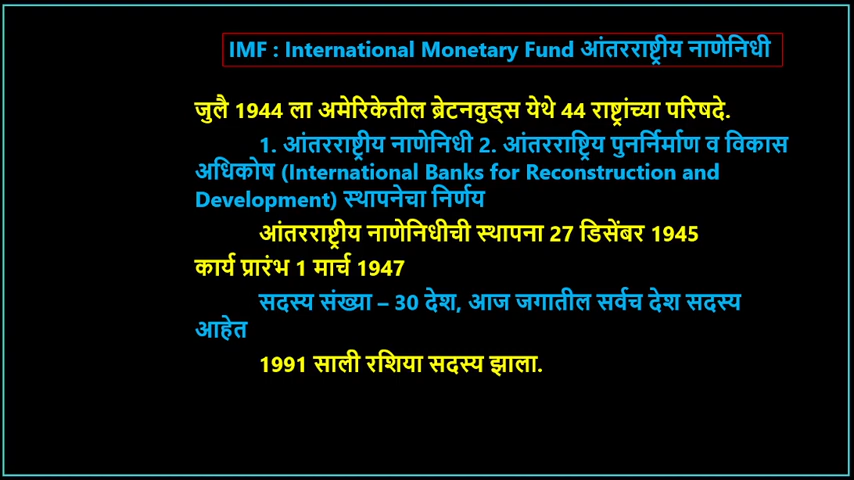 IMF : International Monetary Fund आंतरराष्ट्रीय नाणेनिधी
जुलै 1944 ला अमेरिकेतील ब्रेटनवुड्स येथे 44 राष्ट्रांच्या परिषदे.
1. आंतरराष्ट्रीय नाणेनिधी 2. आंतरराष्ट्रिय पुनर्निर्माण व विकास
अधिकोष (International Banks for Reconstruction and
Development) स्थापनेचा निर्णय
आंतरराष्ट्रीय नाणेनिधीची स्थापना 27 डिसेंबर 1945
कार्य प्रारंभ 1 मार्च 1947
सदस्य संख्या – 30 देश, आज जगातील सर्वच देश सदस्य
आहेत
1991 साली रशिया सदस्य झाला.